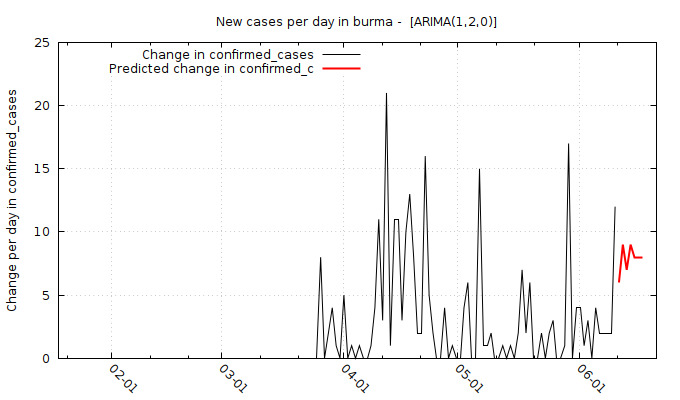 New cases per day in burma -  [ARIMA(1,2,0)]
Change in confirmed_cases
Predicted change in confirmed_c
Change per day in confirmed_cases
25
20
15
10
5
0
02-01
03-01
04-01
05-01
06-01